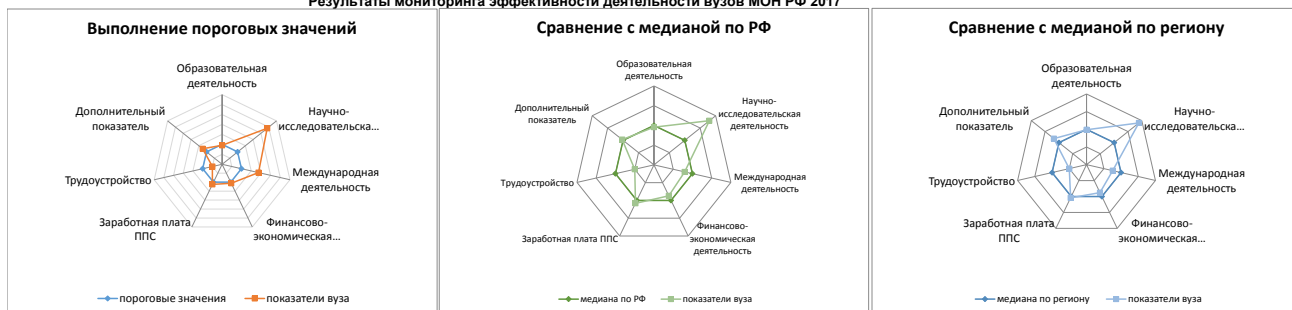 Результаты мониторинга эффективности деятельности вузов МОН РФ 2017
Выполнение пороговых значений
Образовательная
деятельность
Научно-
исследовательска...
Международная
деятельность
Финансово-
экономическая...
Заработная плата
ППС
Трудоустройство
Дополнительный
показатель
пороговые значения
показатели вуза
Сравнение с медианой по РФ
Образовательная
деятельность
Научно-
исследовательская
деятельность
Международная
деятельность
Финансово-
экономическая
деятельность
Заработная плата ППС
Трудоустройство
Дополнительный
показатель
медиана по РФ
показатели вуза
Сравнение с медианой по региону
Образовательная
деятельность
Научно-
исследовательска...
Международная
деятельность
Финансово-
экономическая...
Заработная плата
ППС
Трудоустройство
Дополнительный
показатель
медиана по региону
показатели вуза